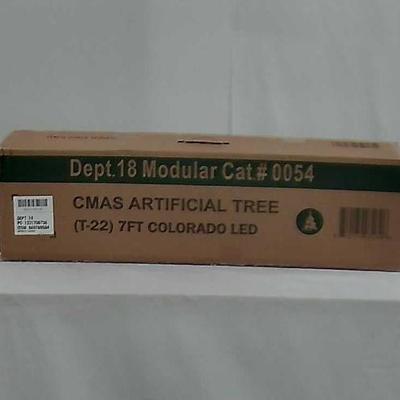 Dept.18 Modular Cat.# 0054
CMAS ARTIFICIAL TREE
(T-22) 7FT COLORADO LED
DEPT 18